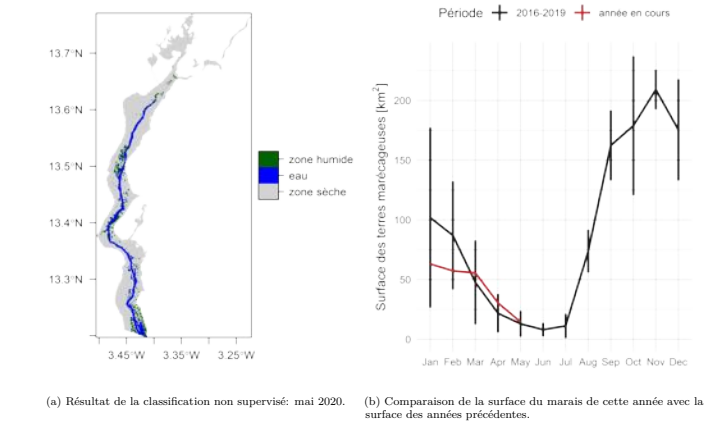 13.7°N
13.6°N
13.5°N
13.4°N
13.3°N
3.45°W 3.35°W 3.25°W
zone humide
eau
zone sèche
(a) Résultat de la classification non supervisé: mai 2020.
Période 2016-2019 année en cours
Surface des terres marécageuses [km²]
200
150
100
50
0
Jan Feb Mar Apr May Jun Jul Aug Sep Oct Nov Dec
(b) Comparaison de la surface du marais de cette année avec la
surface des années précédentes.